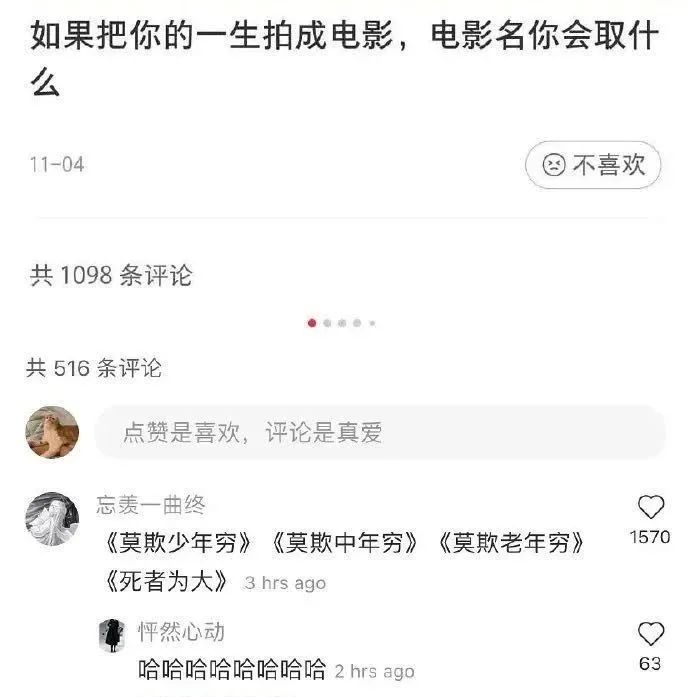 如果把你的一生拍成电影，电影名你会取什
么
11-04
不喜欢
共 1098 条评论
共 516 条评论
点赞是喜欢，评论是真爱
忘羡一曲终
《莫欺少年穷》《莫欺中年穷》《莫欺老年穷》
1570
《死者为大》 3 hrs ago
怦然心动
哈哈哈哈哈哈哈哈 2 hrs ago
63